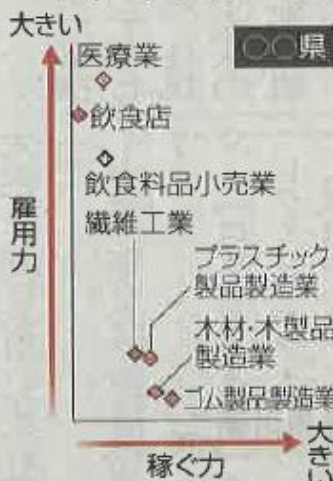 大きい
医療業
○○県
飲食店
飲食料品小売業
繊維工業
プラスチック
製品製造業
木材・木製品
製造業
ゴム製品製造業
雇用力
稼ぐ力
大きい